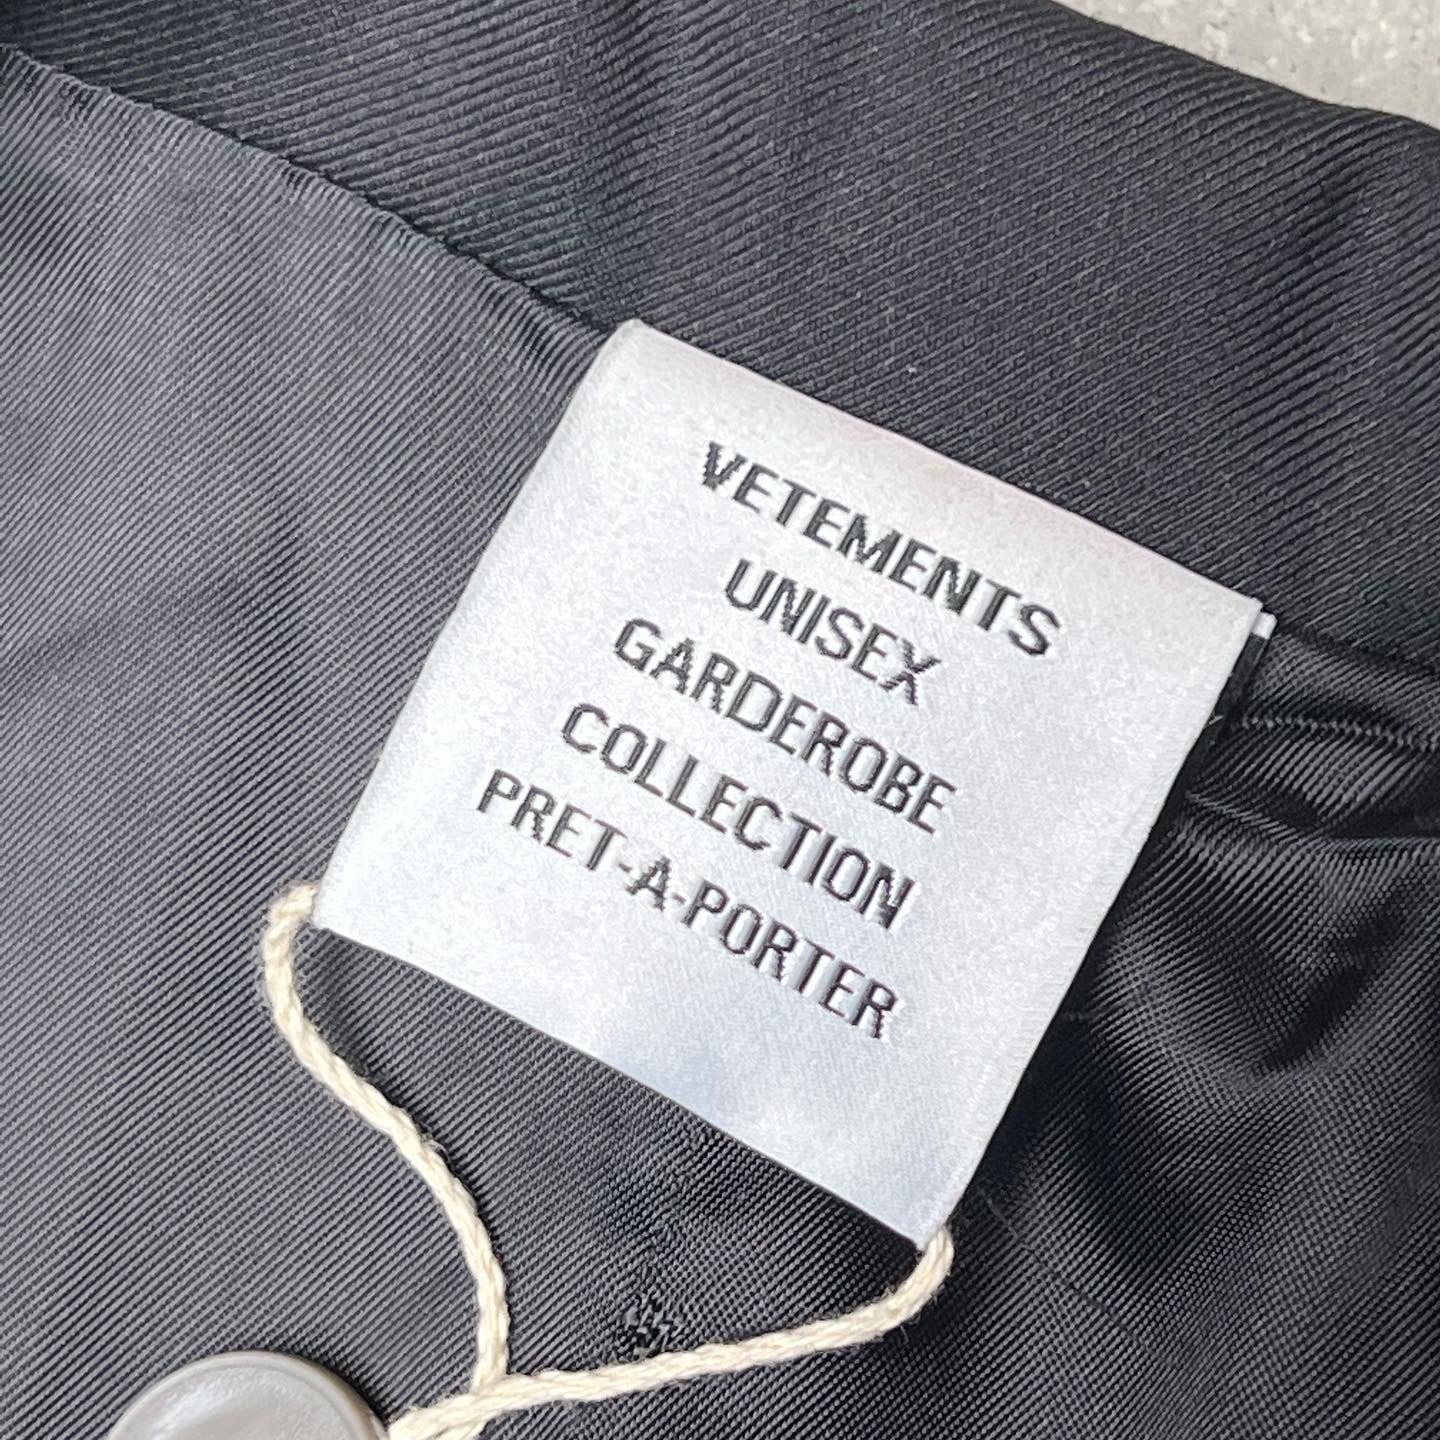 VETEMENTS
UNISEX
GARDEROBE
COLLECTION
PRET-A-PORTER